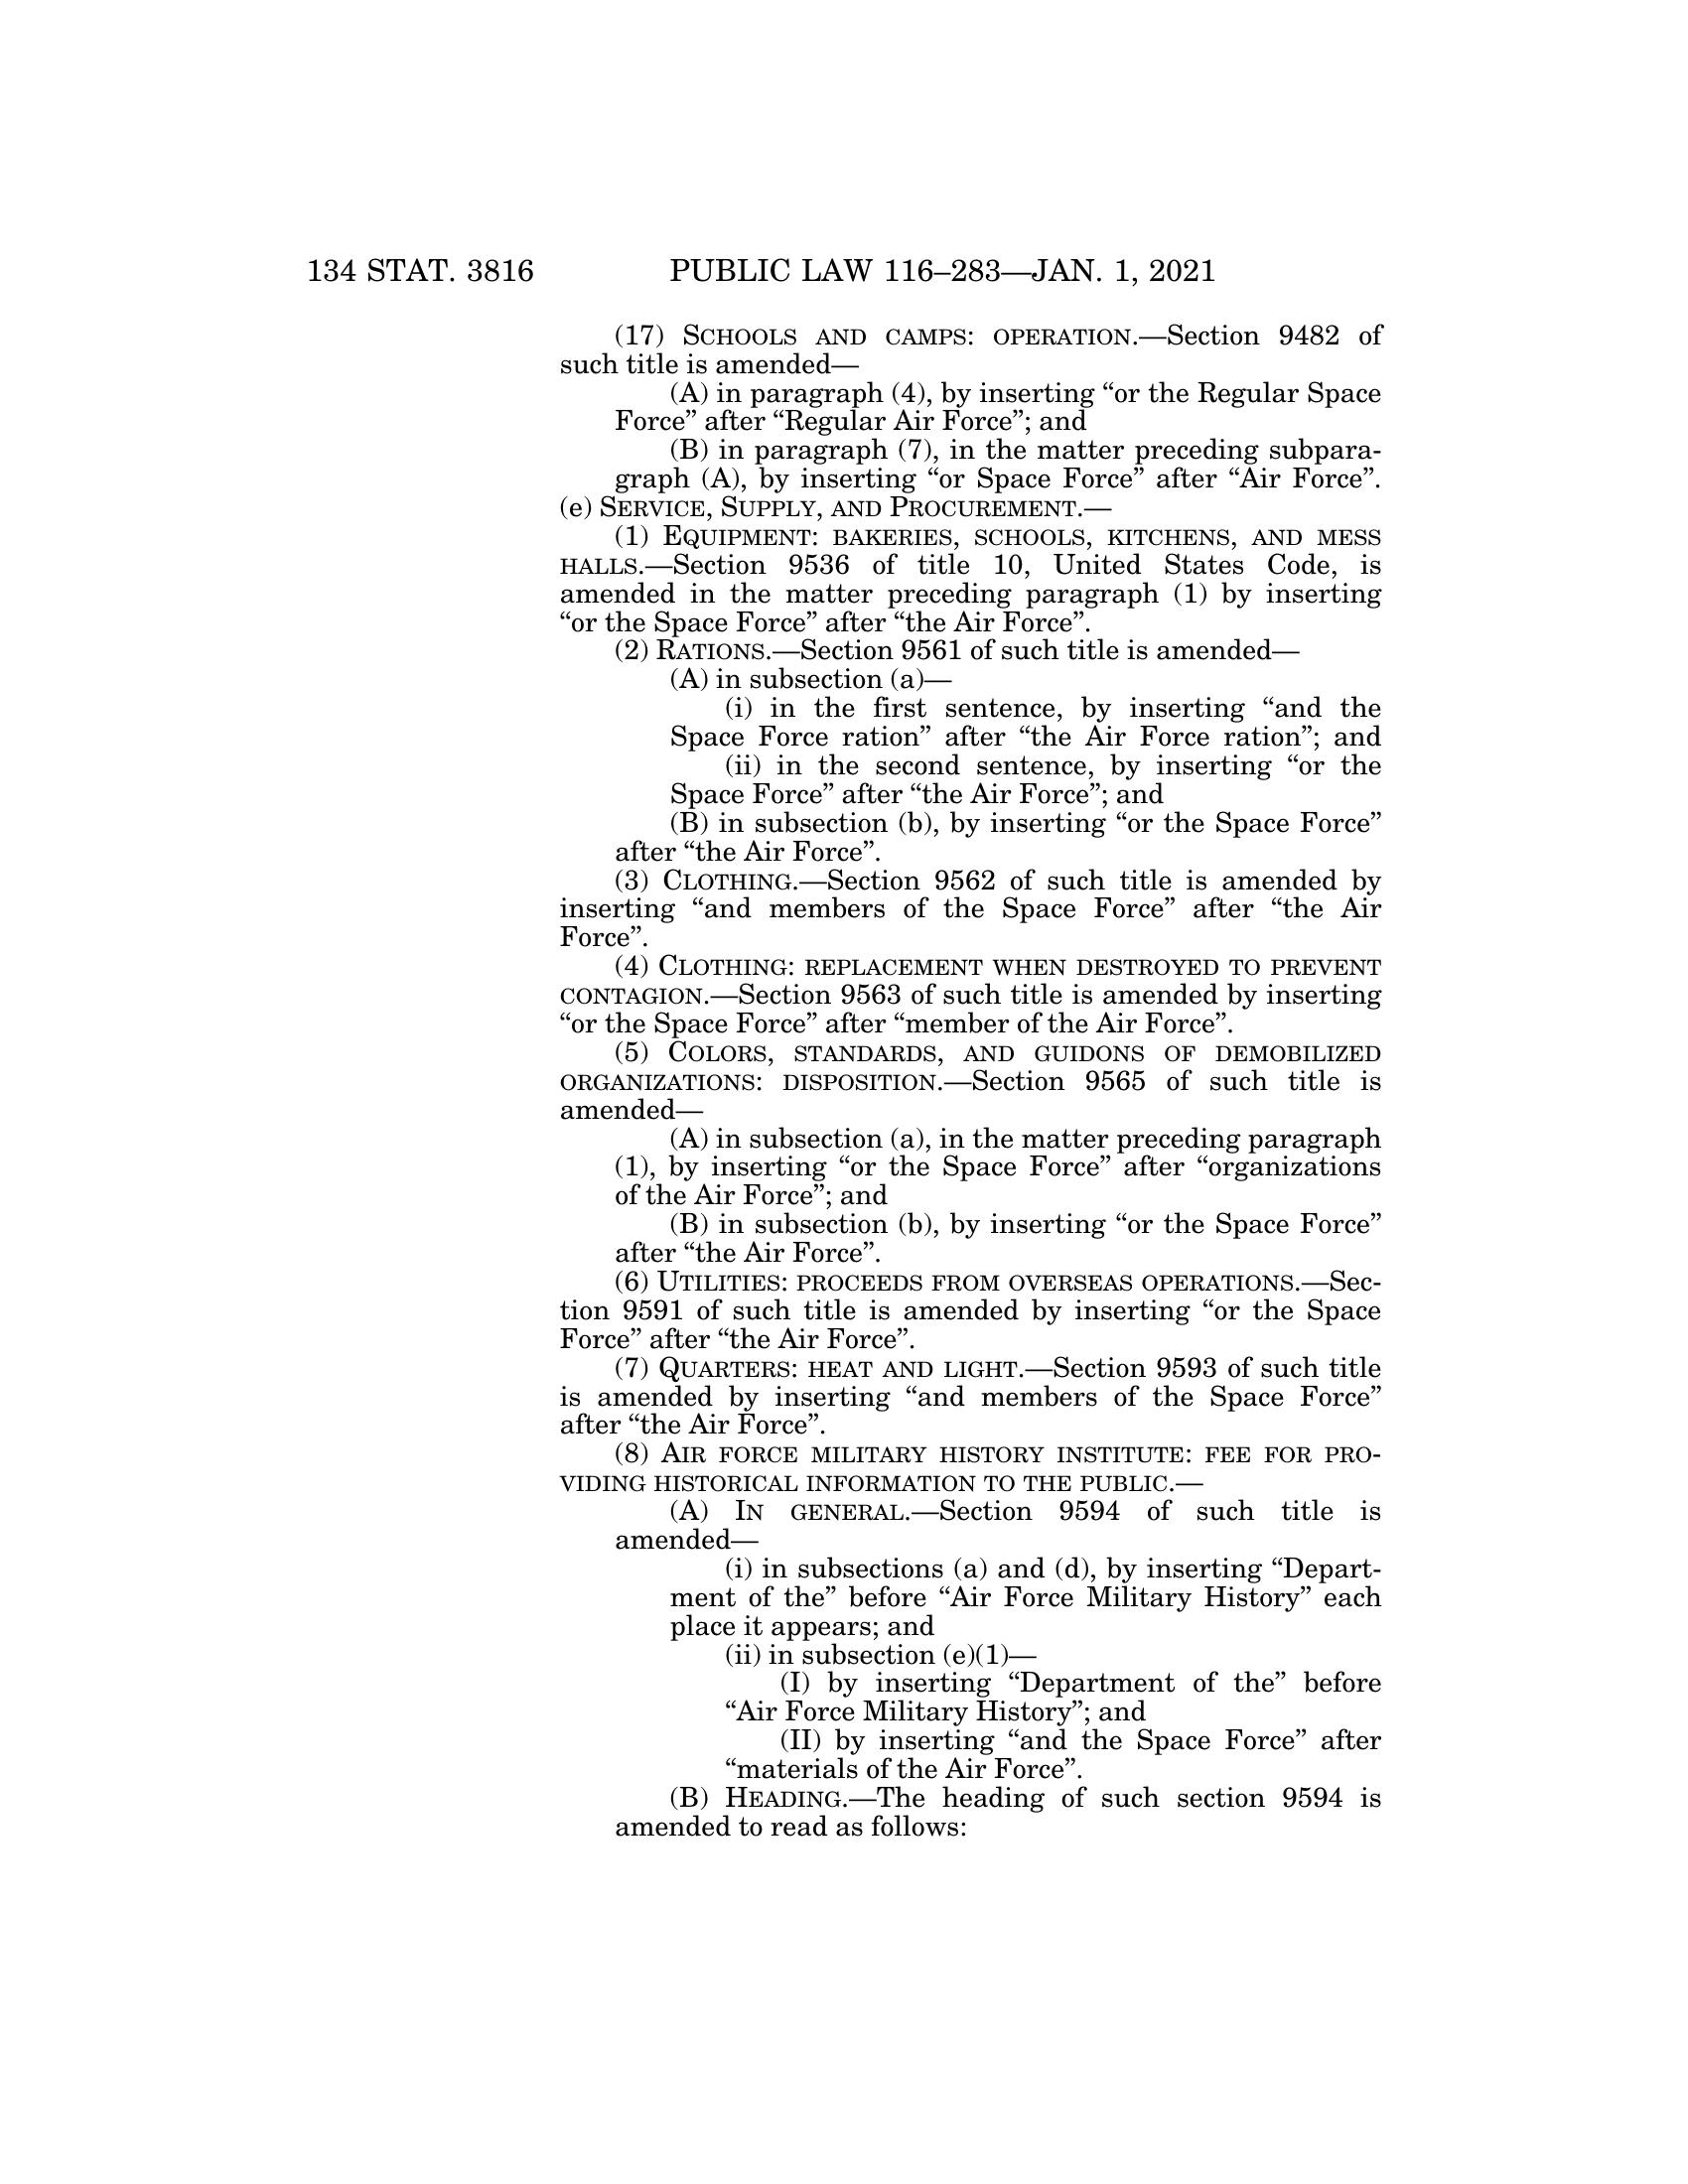 134 STAT. 3816 PUBLIC LAW 116–283—JAN. 1, 2021
(17) SCHOOLS AND CAMPS: OPERATION.—Section 9482 of
such title is amended—
(A) in paragraph (4), by inserting “or the Regular Space
Force” after “Regular Air Force”; and
(B) in paragraph (7), in the matter preceding subpara-
graph (A), by inserting “or Space Force” after “Air Force”.
(e) SERVICE, SUPPLY, AND PROCUREMENT.—
(1) EQUIPMENT: BAKERIES, SCHOOLS, KITCHENS, AND MESS
HALLS.—Section 9536 of title 10, United States Code, is
amended in the matter preceding paragraph (1) by inserting
“or the Space Force” after “the Air Force”.
(2) RATIONS.—Section 9561 of such title is amended—
(A) in subsection (a)—
(i) in the first sentence, by inserting “and the
Space Force ration” after “the Air Force ration”; and
(ii) in the second sentence, by inserting “or the
Space Force” after “the Air Force”; and
(B) in subsection (b), by inserting “or the Space Force”
after “the Air Force”.
(3) CLOTHING.—Section 9562 of such title is amended by
inserting “and members of the Space Force” after “the Air
Force”.
(4) CLOTHING: REPLACEMENT WHEN DESTROYED TO PREVENT
CONTAGION.—Section 9563 of such title is amended by inserting
“or the Space Force” after “member of the Air Force”.
(5) COLORS, STANDARDS, AND GUIDONS OF DEMOBILIZED
ORGANIZATIONS: DISPOSITION.—Section 9565 of such title is
amended—
(A) in subsection (a), in the matter preceding paragraph
(1), by inserting “or the Space Force” after “organizations
of the Air Force”; and
(B) in subsection (b), by inserting “or the Space Force”
after “the Air Force”.
(6) UTILITIES: PROCEEDS FROM OVERSEAS OPERATIONS.—Sec-
tion 9591 of such title is amended by inserting “or the Space
Force” after “the Air Force”.
(7) QUARTERS: HEAT AND LIGHT.—Section 9593 of such title
is amended by inserting “and members of the Space Force”
after “the Air Force”.
(8) AIR FORCE MILITARY HISTORY INSTITUTE: FEE FOR PRO-
VIDING HISTORICAL INFORMATION TO THE PUBLIC.—
(A) IN GENERAL.—Section 9594 of such title is
amended—
(i) in subsections (a) and (d), by inserting “Depart-
ment of the” before “Air Force Military History” each
place it appears; and
(ii) in subsection (e)(1)—
(I) by inserting “Department of the” before
“Air Force Military History”; and
(II) by inserting “and the Space Force” after
“materials of the Air Force”.
(B) HEADING.—The heading of such section 9594 is
amended to read as follows: